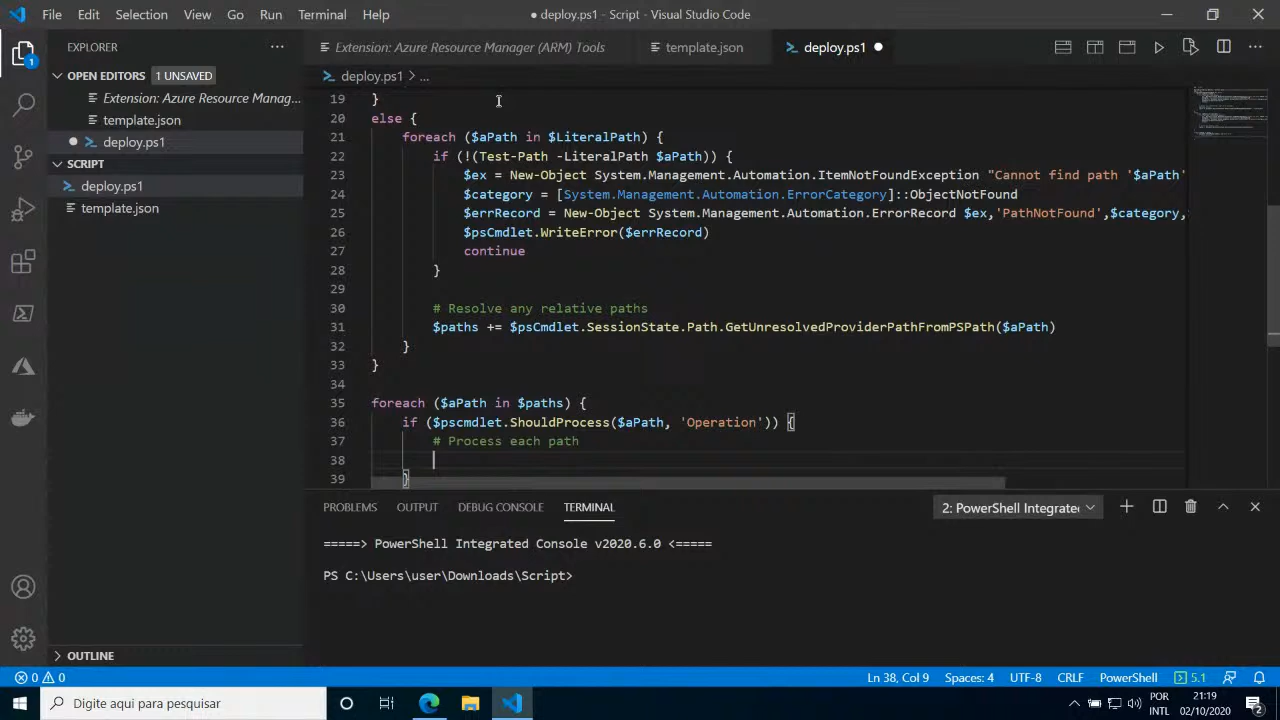 File Edit Selection View Go Run Terminal Help
● deploy.ps1 - Script - Visual Studio Code
EXPLORER
Extension: Azure Resource Manager (ARM) Tools
template.json
deploy.ps1
OPEN EDITORS 1 UNSAVED
deploy.ps1 > ...
Extension: Azure Resource Manag...
template.json
deploy.ps1
SCRIPT
deploy.ps1
template.json
19 }
20 else {
21 foreach ($aPath in $LiteralPath) {
22 if (!(Test-Path -LiteralPath $aPath)) {
23 $ex = New-Object System.Management.Automation.ItemNotFoundException "Cannot find path '$aPath'
24 $category = [System.Management.Automation.ErrorCategory]::ObjectNotFound
25 $errRecord = New-Object System.Management.Automation.ErrorRecord $ex,'PathNotFound',$category,
26 $psCmdlet.WriteError($errRecord)
27 continue
28 }
29
30 # Resolve any relative paths
31 $paths += $psCmdlet.SessionState.Path.GetUnresolvedProviderPathFromPSPath($aPath)
32 }
33 }
34
35 foreach ($aPath in $paths) {
36 if ($pscmdlet.ShouldProcess($aPath, 'Operation')) {
37 # Process each path
38
39 }
PROBLEMS OUTPUT DEBUG CONSOLE TERMINAL
2: PowerShell Integrate
=====> PowerShell Integrated Console v2020.6.0 <=====
PS C:\Users\user\Downloads\Script>
OUTLINE
0 0
Ln 38, Col 9 Spaces: 4 UTF-8 CRLF PowerShell 5.1
Digite aqui para pesquisar
POR
INTL
21:19
02/10/2020
1
2